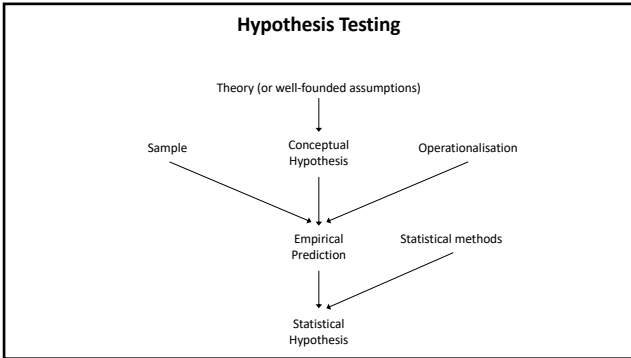 Hypothesis Testing
Theory (or well-founded assumptions)
Sample
Conceptual
Hypothesis
Operationalisation
Empirical
Prediction
Statistical methods
Statistical
Hypothesis